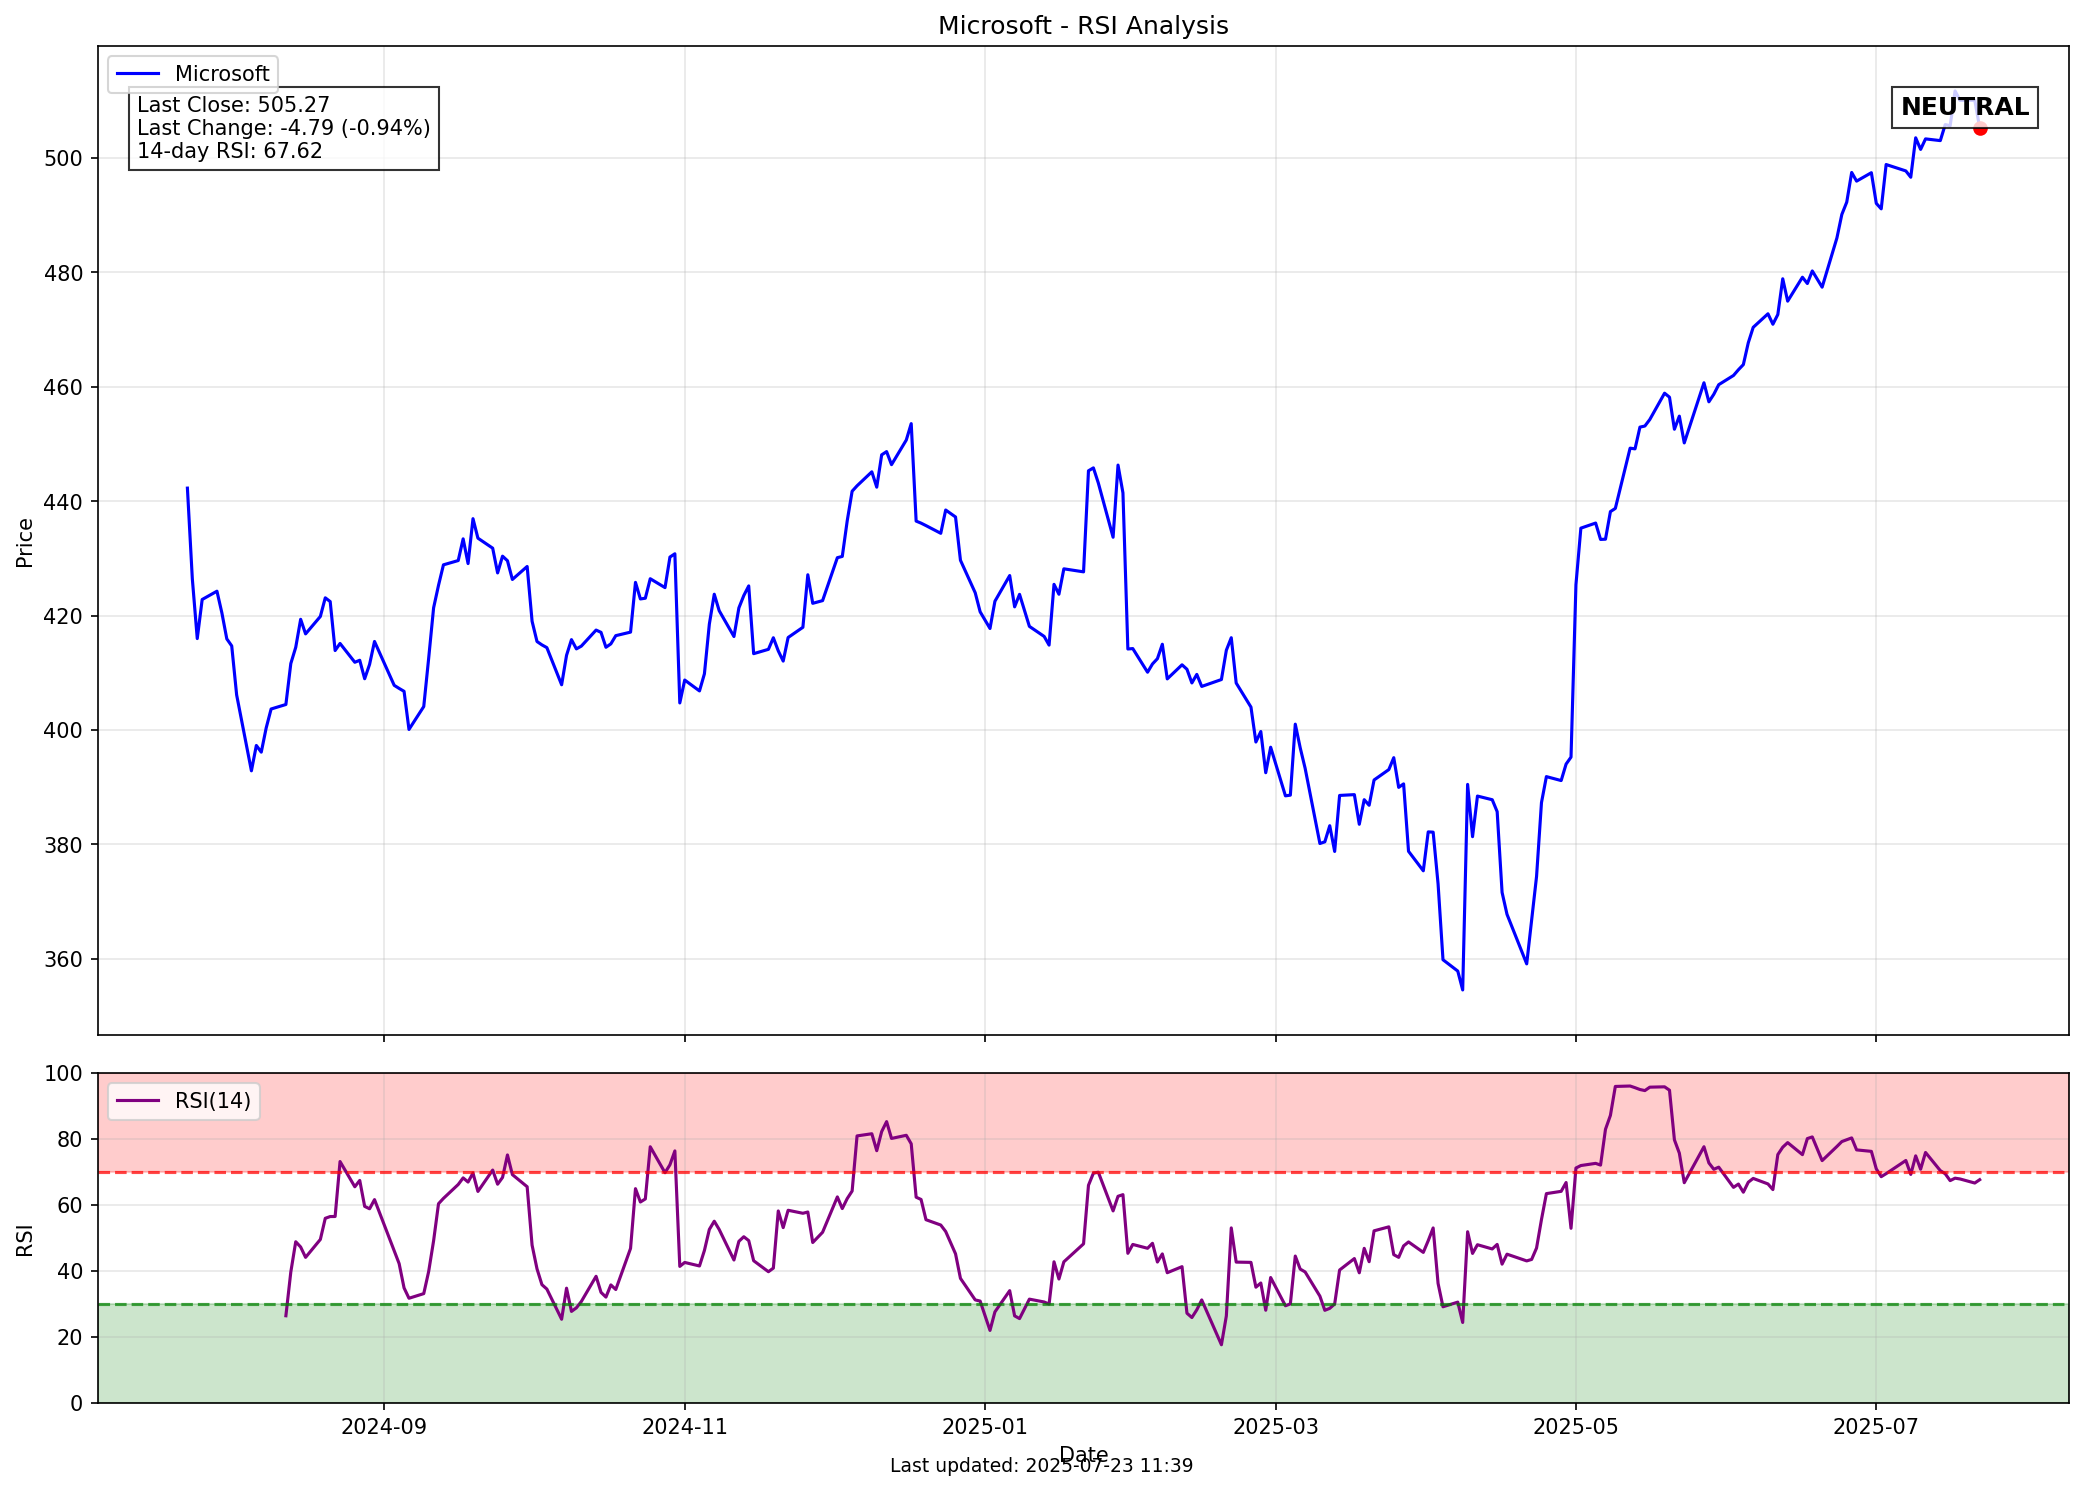 Microsoft - RSI Analysis
Microsoft
Last Close: 505.27
Last Change: -4.79 (-0.94%)
14-day RSI: 67.62
NEUTRAL
Price
500
480
460
440
420
400
380
360
RSI(14)
RSI
100
80
60
40
20
0
2024-09
2024-11
2025-01
2025-03
2025-05
2025-07
Date
Last updated: 2025-07-23 11:39